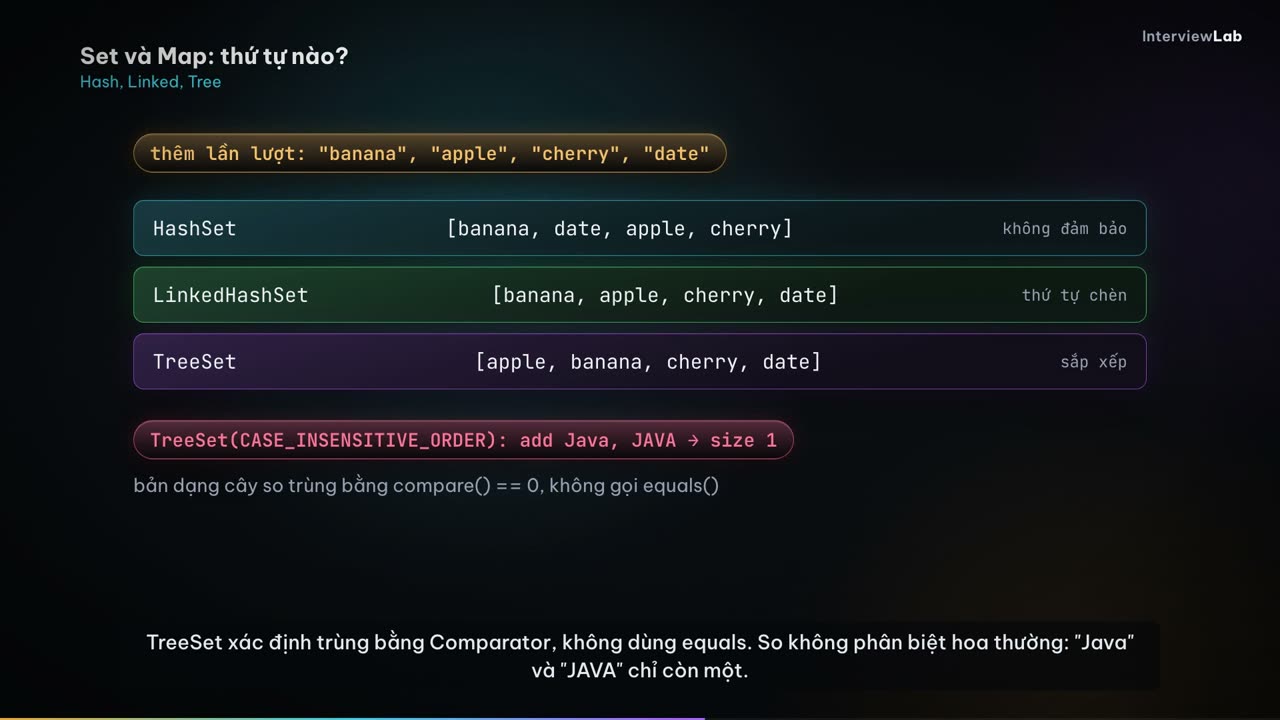 InterviewLab
Set và Map: thứ tự nào?
Hash, Linked, Tree
thêm lần lượt: "banana", "apple", "cherry", "date"
HashSet [banana, date, apple, cherry] không đảm bảo
LinkedHashSet [banana, apple, cherry, date] thứ tự chèn
TreeSet [apple, banana, cherry, date] sắp xếp
TreeSet(CASE_INSENSITIVE_ORDER): add Java, JAVA → size 1
bản dạng cây so trùng bằng compare() == 0, không gọi equals()
TreeSet xác định trùng bằng Comparator, không dùng equals. So không phân biệt hoa thường: "Java"
và "JAVA" chỉ còn một.